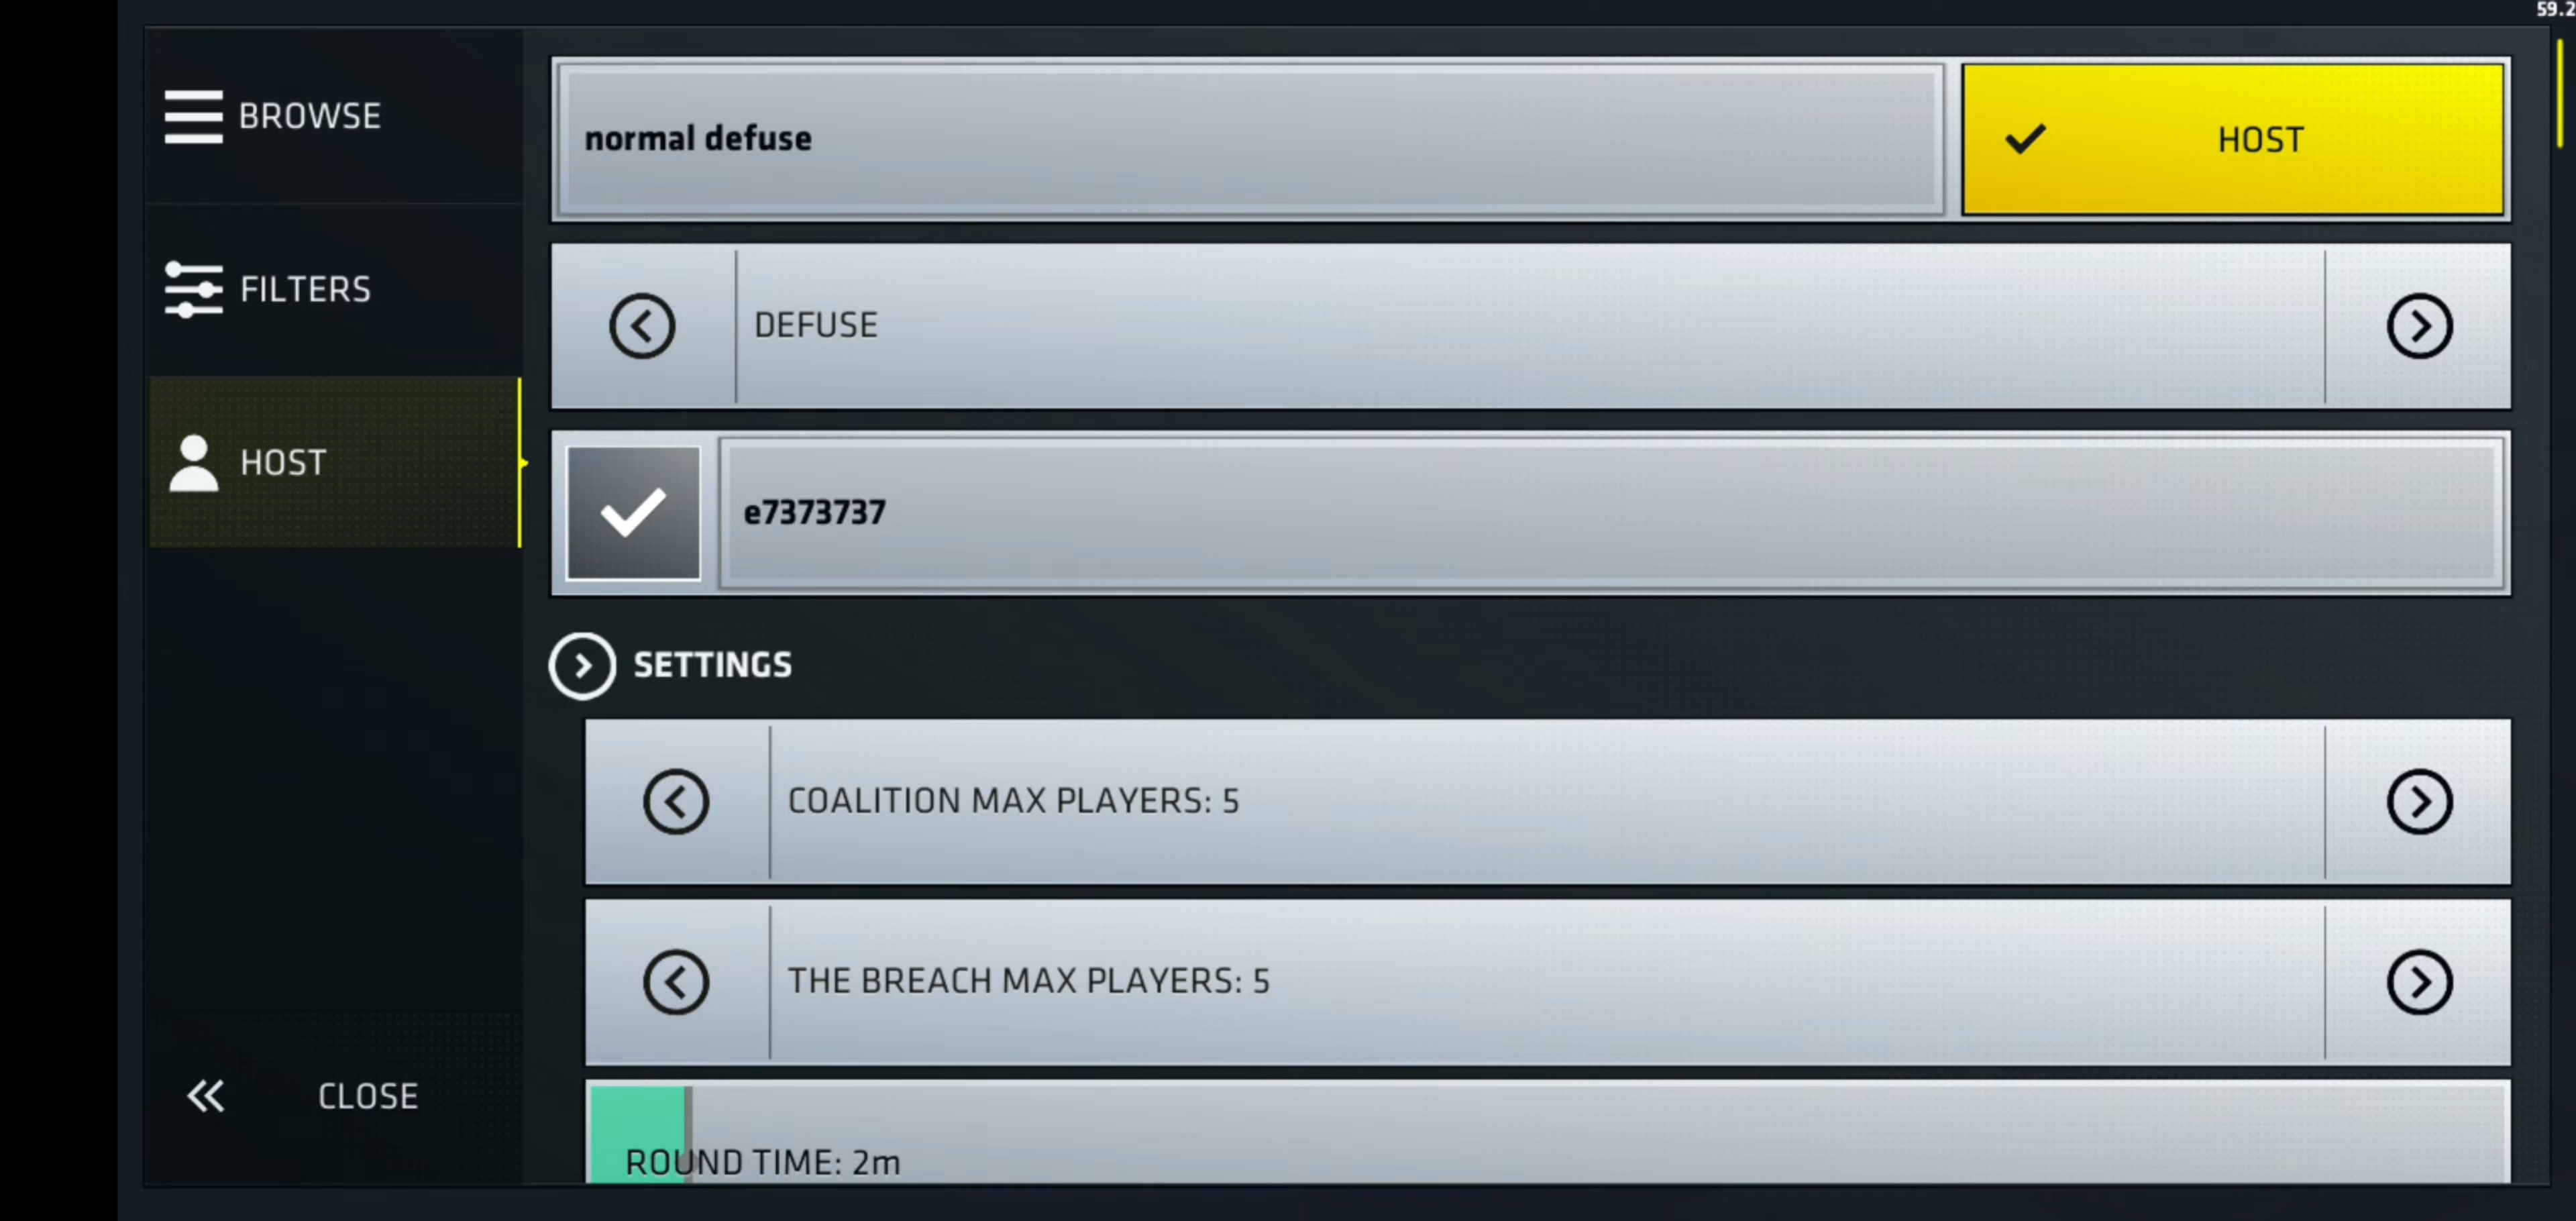 59.2
BROWSE
normal defuse
HOST
FILTERS
DEFUSE
HOST
e7373737
SETTINGS
COALITION MAX PLAYERS: 5
THE BREACH MAX PLAYERS: 5
CLOSE
ROUND TIME: 2m